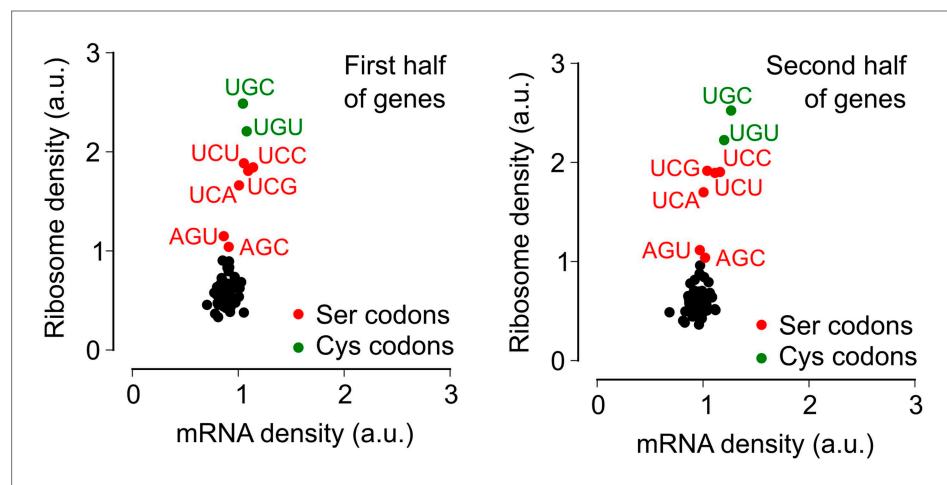 First half
of genes
Ribosome density (a.u.)
3
2
1
0
UGC
UGU
UCU
UCC
UCG
UCA
AGU
AGC
Ser codons
Cys codons
0
1
2
3
mRNA density (a.u.)
Second half
of genes
Ribosome density (a.u.)
3
2
1
0
UGC
UGU
UCG
UCC
UCU
UCA
AGU
AGC
Ser codons
Cys codons
0
1
2
3
mRNA density (a.u.)